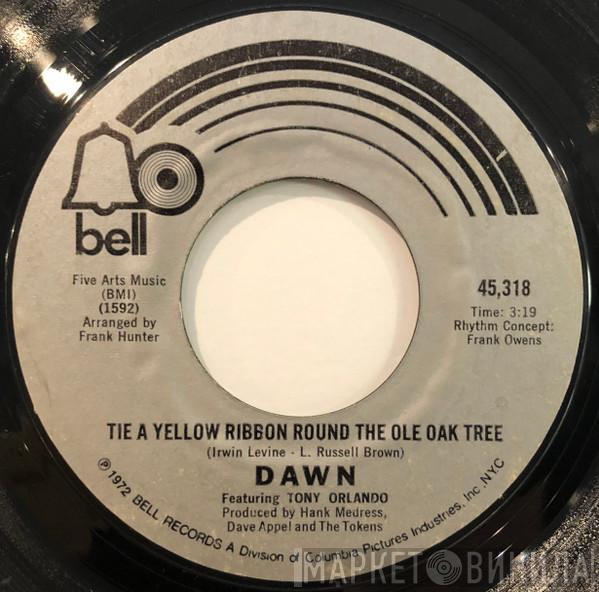 bell
Five Arts Music
(BMI)
(1592)
Arranged by
Frank Hunter
45,318
Time: 3:19
Rhythm Concept:
Frank Owens
TIE A YELLOW RIBBON ROUND THE OLE OAK TREE
(Irwin Levine - L. Russell Brown)
DAWN
Featuring TONY ORLANDO
Produced by Hank Medress,
Dave Appel and The Tokens
℗1972 BELL RECORDS A Division of Columbia Pictures Industries, Inc., N.Y.C
МАРКЕТ ВИНИЛА